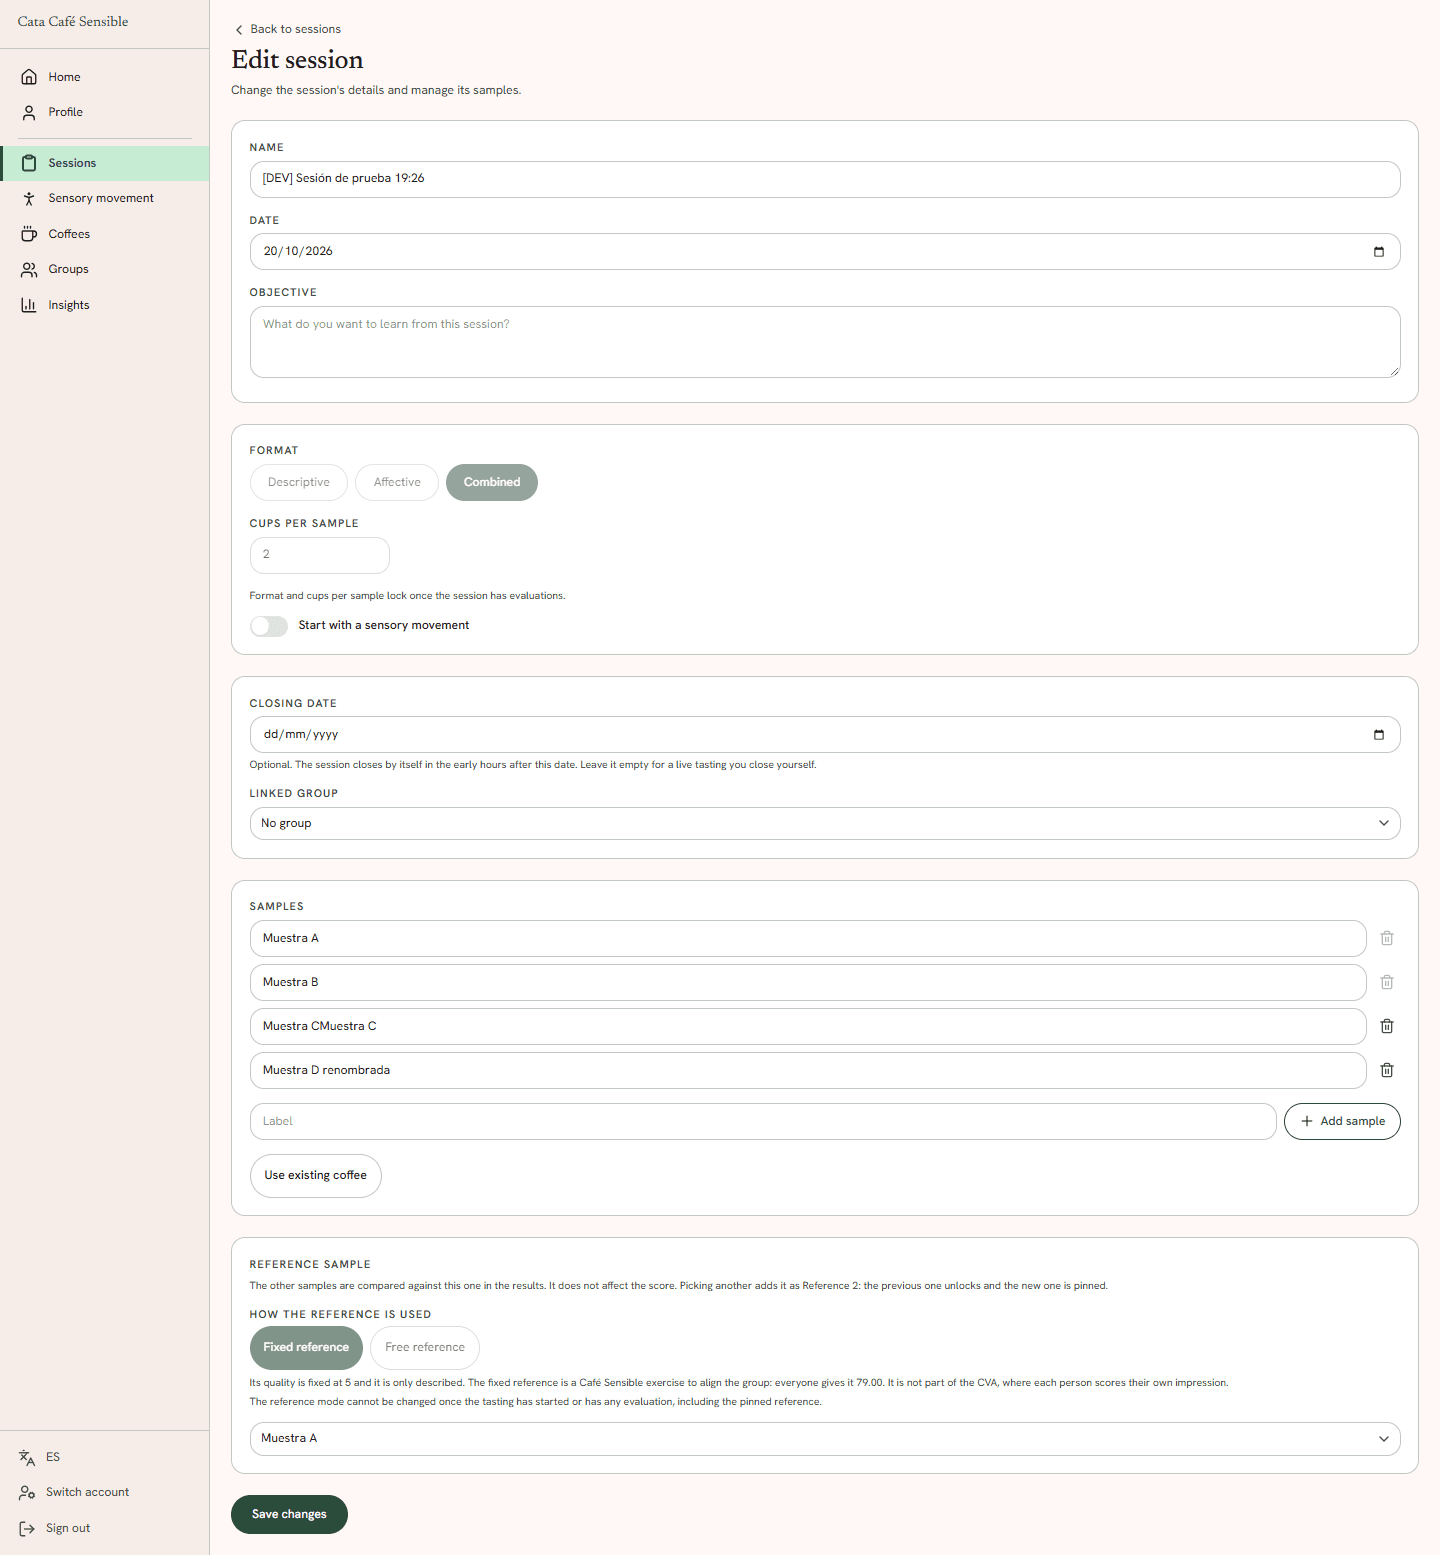 Cata Café Sensible
Home
Profile
Sessions
Sensory movement
Coffees
Groups
Insights
ES
Switch account
Sign out
Back to sessions
Edit session
Change the session's details and manage its samples.
NAME
[DEV] Sesión de prueba 19:26
DATE
20/10/2026
OBJECTIVE
What do you want to learn from this session?
FORMAT
Descriptive Affective Combined
CUPS PER SAMPLE
2
Format and cups per sample lock once the session has evaluations.
Start with a sensory movement
CLOSING DATE
dd/mm/yyyy
Optional. The session closes by itself in the early hours after this date. Leave it empty for a live tasting you close yourself.
LINKED GROUP
No group
SAMPLES
Muestra A
Muestra B
Muestra CMuestra C
Muestra D renombrada
Label
Add sample
Use existing coffee
REFERENCE SAMPLE
The other samples are compared against this one in the results. It does not affect the score. Picking another adds it as Reference 2: the previous one unlocks and the new one is pinned.
HOW THE REFERENCE IS USED
Fixed reference Free reference
Its quality is fixed at 5 and it is only described. The fixed reference is a Café Sensible exercise to align the group: everyone gives it 79.00. It is not part of the CVA, where each person scores their own impression.
The reference mode cannot be changed once the tasting has started or has any evaluation, including the pinned reference.
Muestra A
Save changes